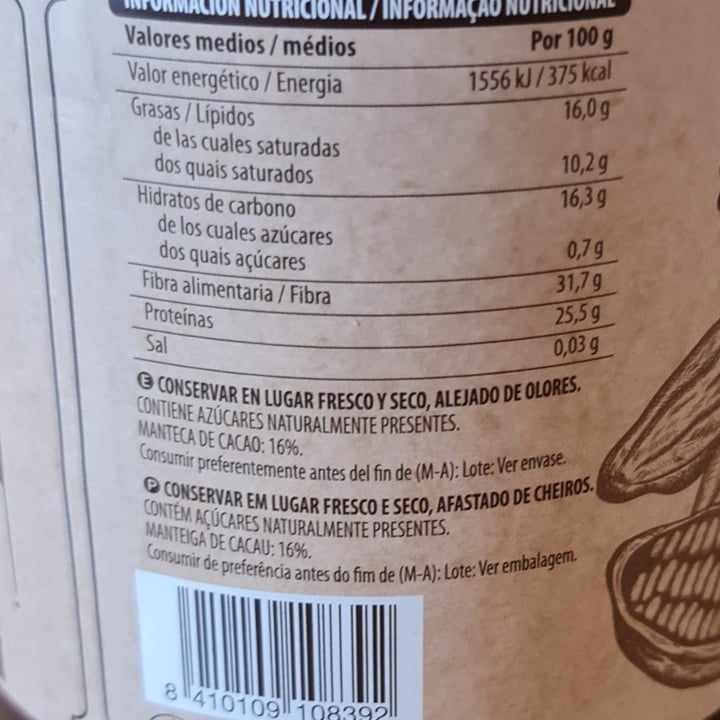 INFORMACIÓN NUTRICIONAL / INFORMAÇÃO NUTRICIONAL
Valores medios / médios Por 100 g
Valor energético / Energia 1556 kJ / 375 kcal
Grasas / Lípidos 16,0 g
de las cuales saturadas
dos quais saturados 10,2 g
Hidratos de carbono 16,3 g
de los cuales azúcares
dos quais açúcares 0,7 g
Fibra alimentaria / Fibra 31,7 g
Proteínas 25,5 g
Sal 0,03 g
E CONSERVAR EN LUGAR FRESCO Y SECO, ALEJADO DE OLORES.
CONTIENE AZÚCARES NATURALMENTE PRESENTES.
MANTECA DE CACAO: 16%.
Consumir preferentemente antes del fin de (M-A): Lote: Ver envase.
P CONSERVAR EM LUGAR FRESCO E SECO, AFASTADO DE CHEIROS.
CONTÉM AÇÚCARES NATURALMENTE PRESENTES.
MANTEIGA DE CACAU: 16%.
Consumir de preferência antes do fim de (M-A): Lote: Ver embalagem.
8 410109 108392